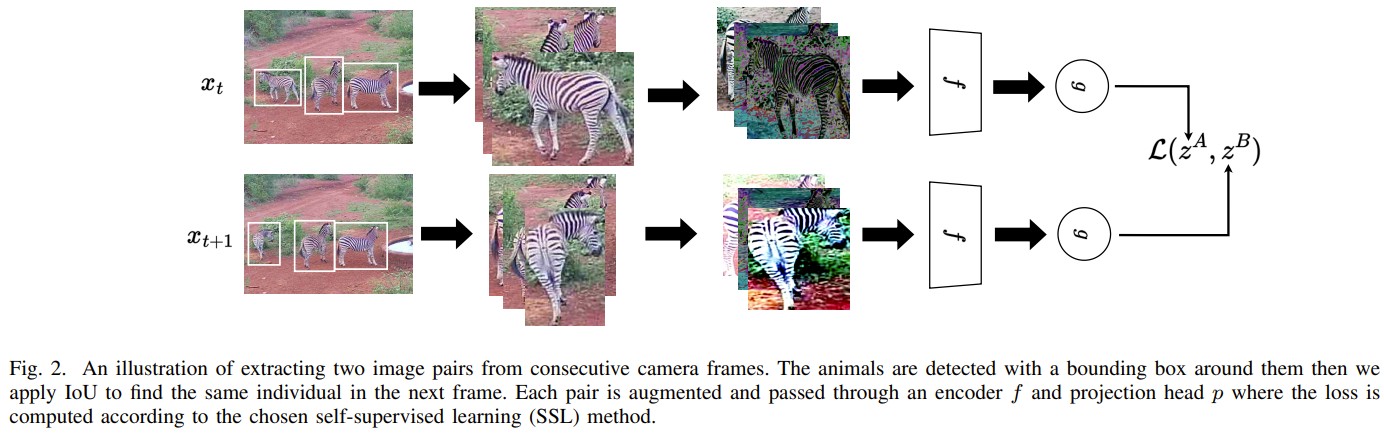 x_t
f
g
ℒ(z^A, z^B)
x_{t+1}
f
g
Fig. 2. An illustration of extracting two image pairs from consecutive camera frames. The animals are detected with a bounding box around them then we
apply IoU to find the same individual in the next frame. Each pair is augmented and passed through an encoder f and projection head p where the loss is
computed according to the chosen self-supervised learning (SSL) method.